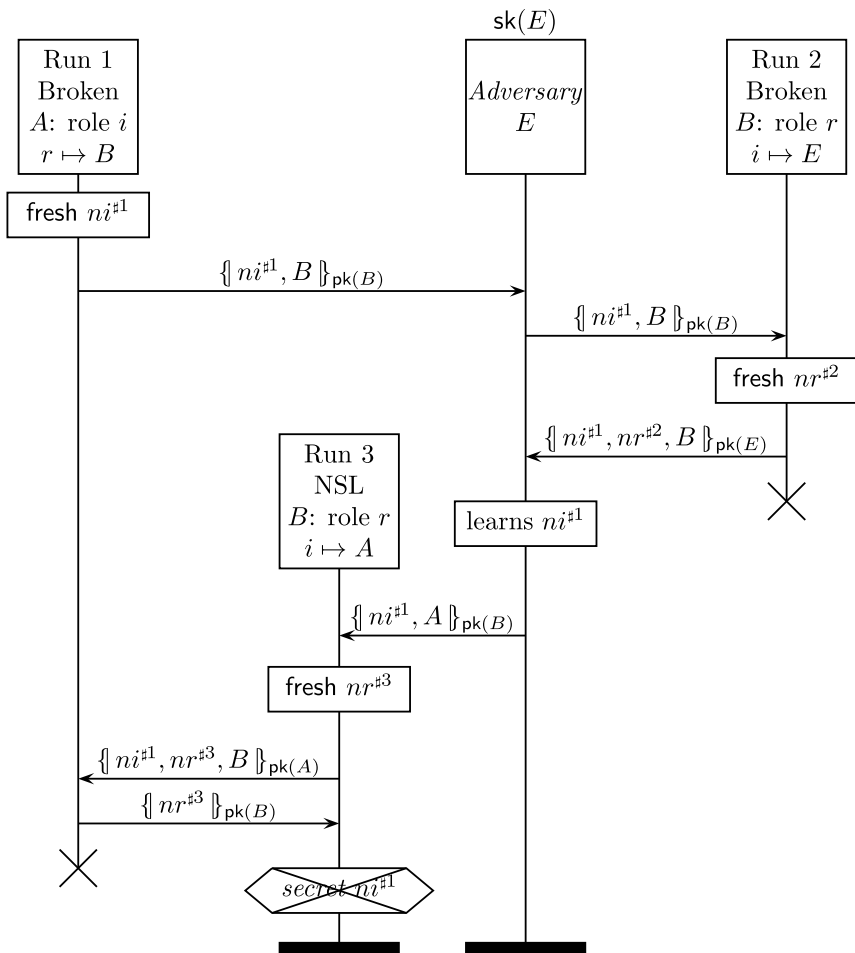 sk(E)
Run 1
Broken
A: role i
r ↦ B
Adversary
E
Run 2
Broken
B: role r
i ↦ E
fresh ni♯1
{| ni♯1, B |}pk(B)
{| ni♯1, B |}pk(B)
fresh nr♯2
{| ni♯1, nr♯2, B |}pk(E)
Run 3
NSL
B: role r
i ↦ A
learns ni♯1
{| ni♯1, A |}pk(B)
fresh nr♯3
{| ni♯1, nr♯3, B |}pk(A)
{| nr♯3 |}pk(B)
secret ni♯1